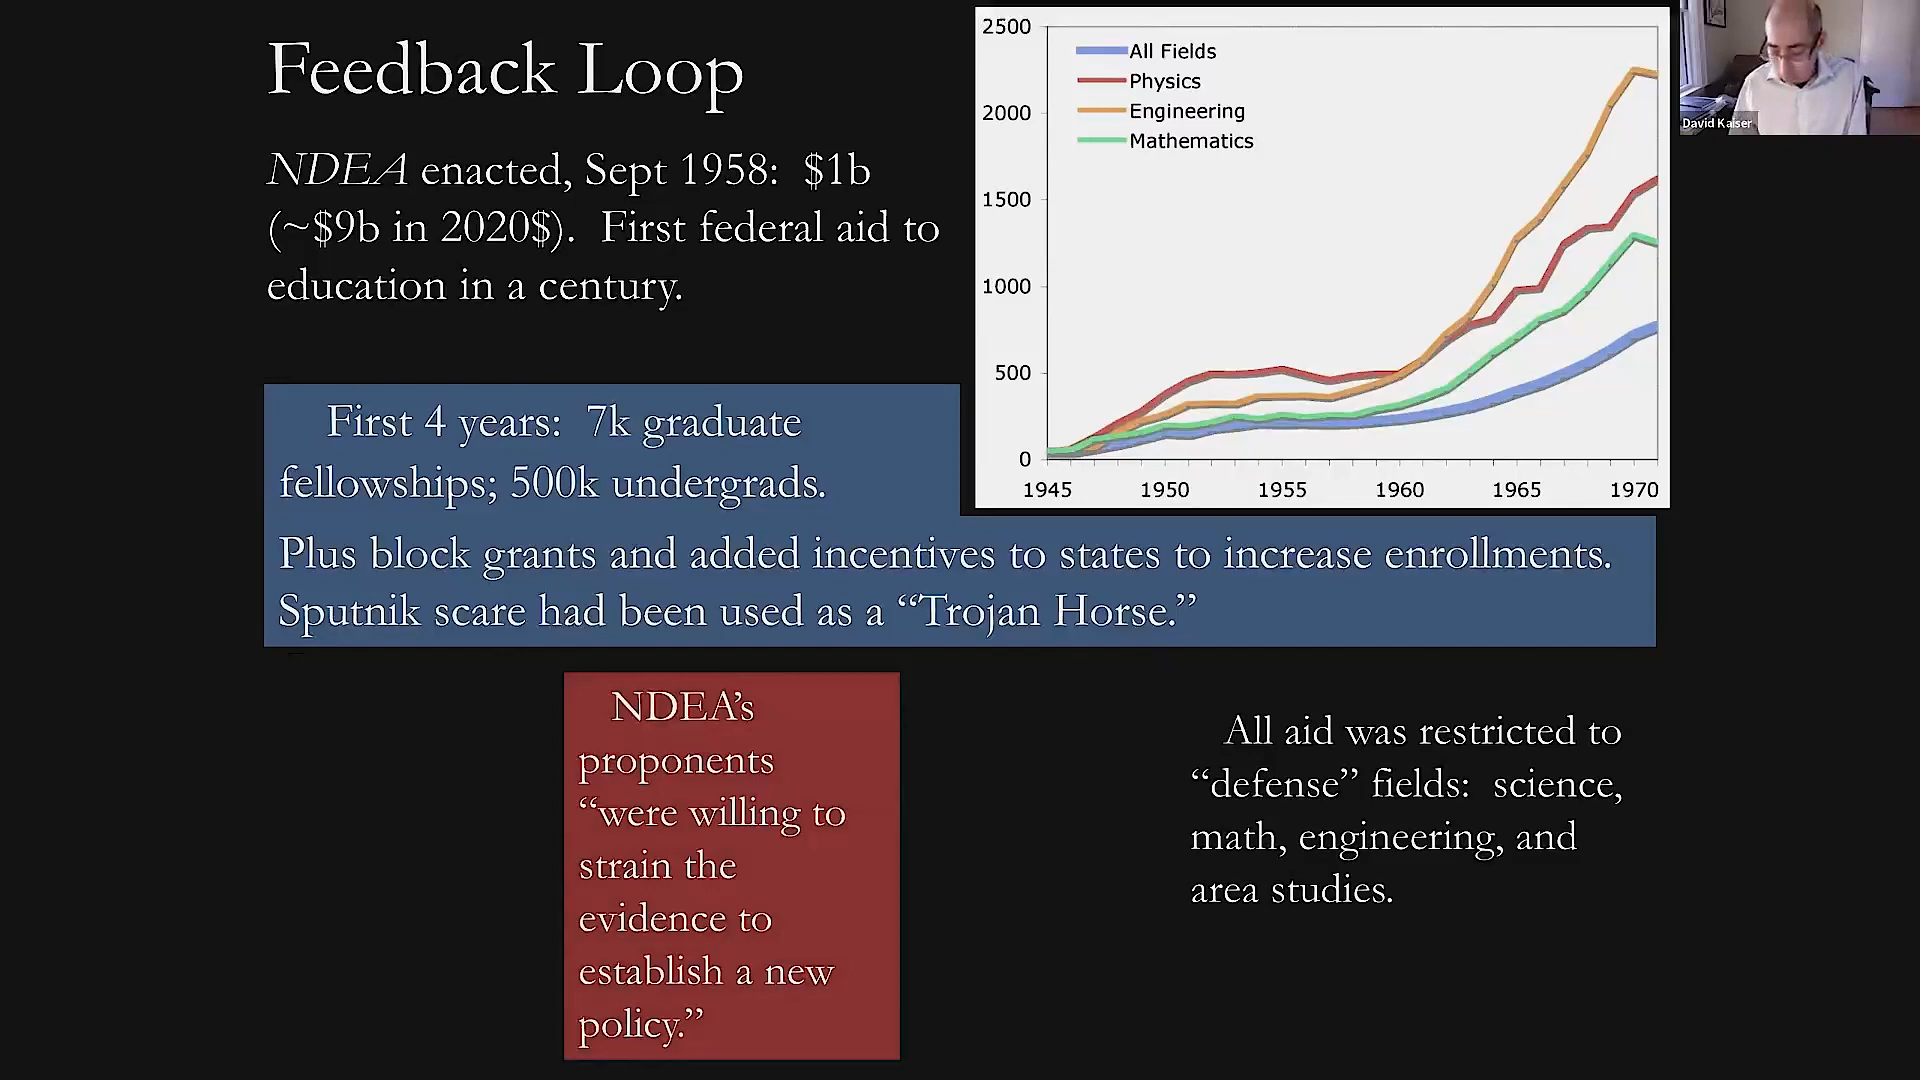 Feedback Loop
NDEA enacted, Sept 1958:  $1b
(~$9b in 2020$).  First federal aid to
education in a century.
2500
2000
1500
1000
500
0
All Fields
Physics
Engineering
Mathematics
1945 1950 1955 1960 1965 1970
David Kaiser
First 4 years:  7k graduate
fellowships; 500k undergrads.
Plus block grants and added incentives to states to increase enrollments.
Sputnik scare had been used as a “Trojan Horse.”
NDEA’s
proponents
“were willing to
strain the
evidence to
establish a new
policy.”
All aid was restricted to
“defense” fields:  science,
math, engineering, and
area studies.